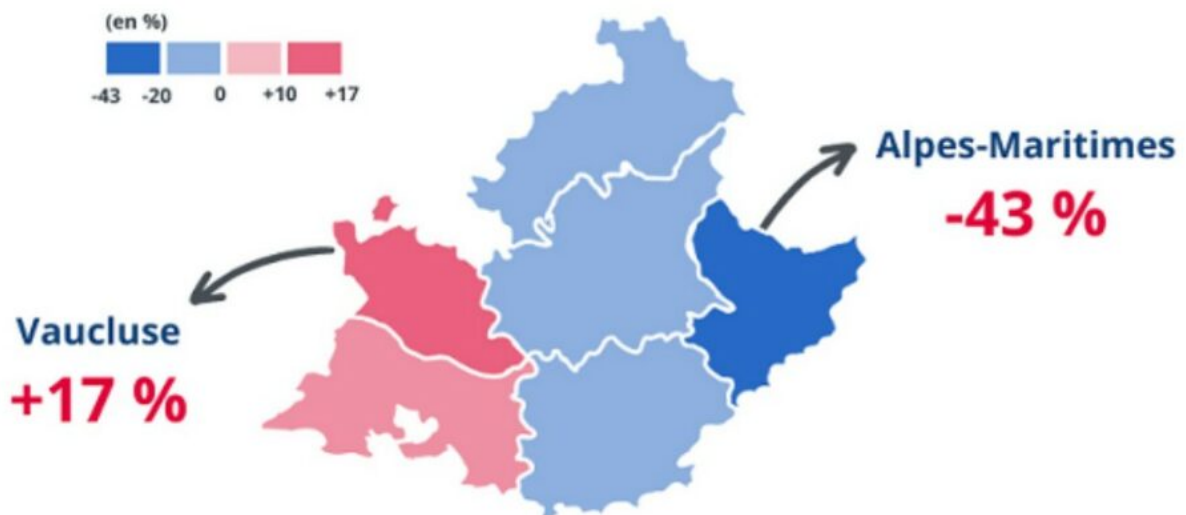 (en %)
-43 -20 0 +10 +17
Alpes-Maritimes
-43 %
Vaucluse
+17 %